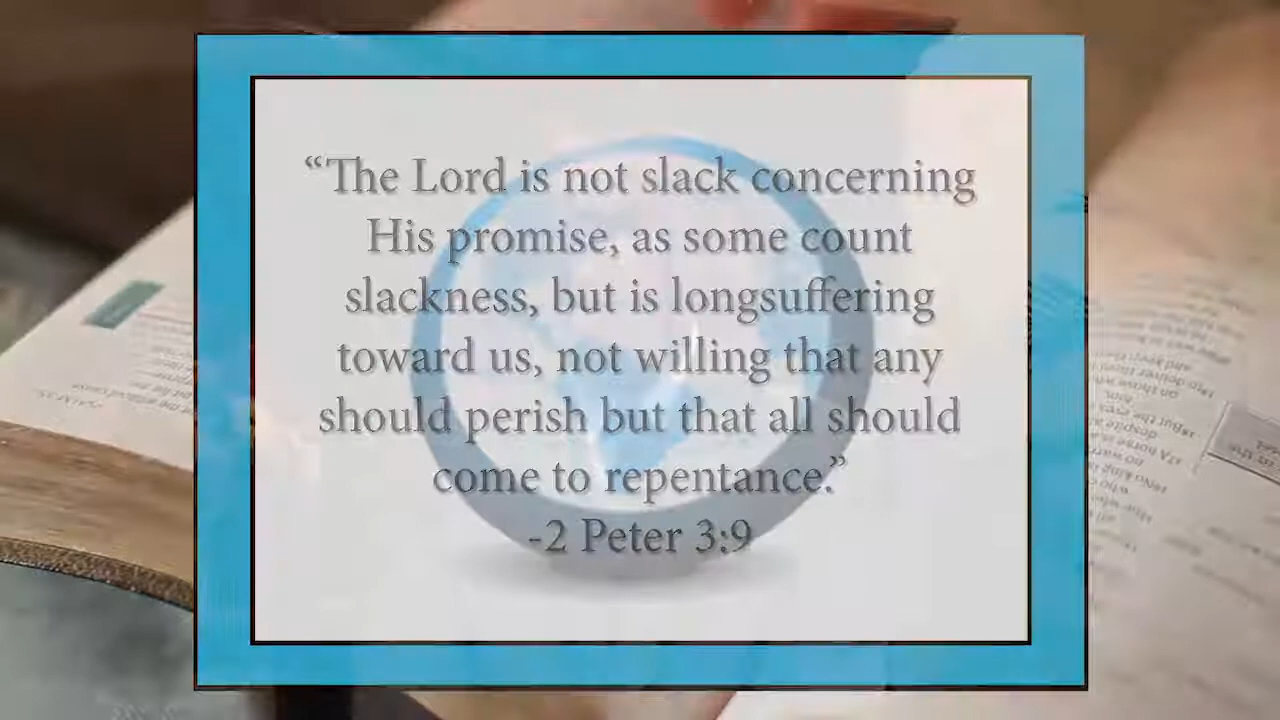 “The Lord is not slack concerning
His promise, as some count
slackness, but is longsuffering
toward us, not willing that any
should perish but that all should
come to repentance.”
-2 Peter 3:9